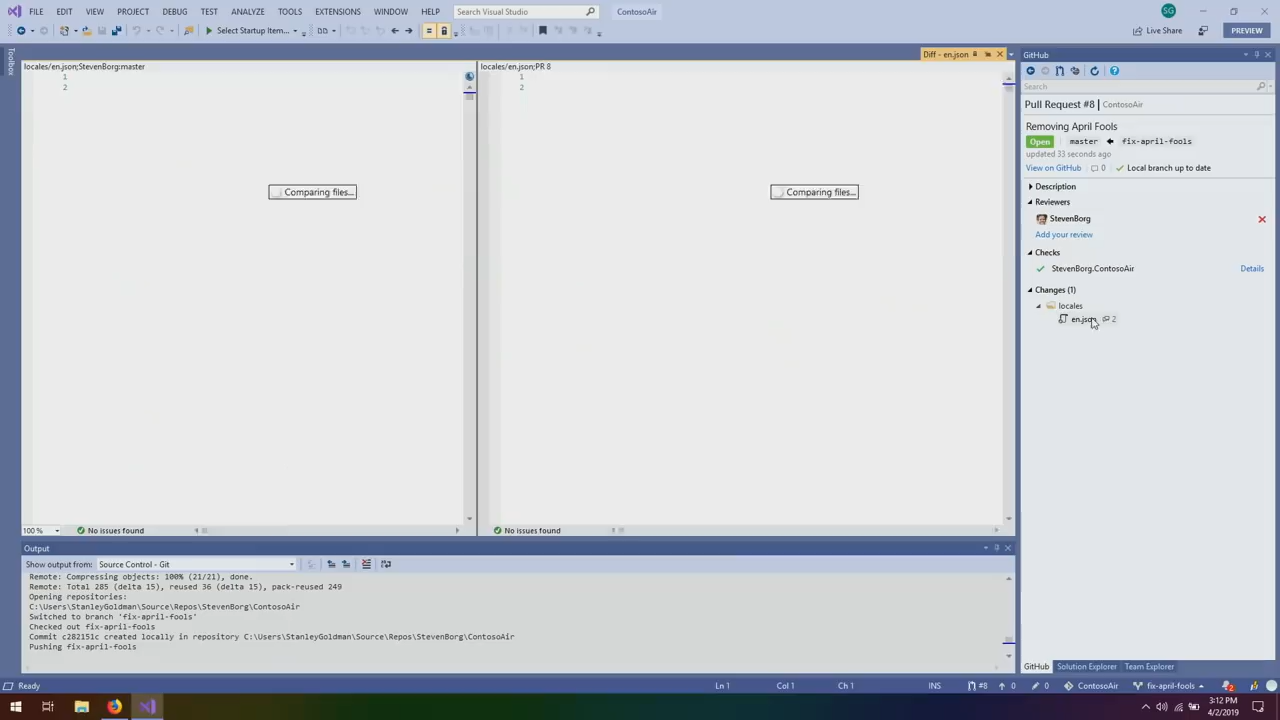 FILE EDIT VIEW PROJECT DEBUG TEST ANALYZE TOOLS EXTENSIONS WINDOW HELP Search Visual Studio ContosoAir SG
Select Startup Item... Live Share PREVIEW
Toolbox
Diff - en.json
GitHub
locales/en.json;StevenBorg:master
locales/en.json;PR 8
1
2
1
2
Comparing files...
Comparing files...
100 % No issues found
No issues found
Search
Pull Request #8 | ContosoAir
Removing April Fools
Open master fix-april-fools
updated 33 seconds ago
View on GitHub 0 Local branch up to date
Description
Reviewers
StevenBorg
Add your review
Checks
StevenBorg.ContosoAir Details
Changes (1)
locales
en.json 2
Output
Show output from: Source Control - Git
Remote: Compressing objects: 100% (21/21), done.
Remote: Total 285 (delta 15), reused 36 (delta 15), pack-reused 249
Opening repositories:
C:\Users\StanleyGoldman\Source\Repos\StevenBorg\ContosoAir
Switched to branch 'fix-april-fools'
Checked out fix-april-fools
Commit c282151c created locally in repository C:\Users\StanleyGoldman\Source\Repos\StevenBorg\ContosoAir
Pushing fix-april-fools
GitHub Solution Explorer Team Explorer
Ready Ln 1 Col 1 Ch 1 INS #8 0 0 ContosoAir fix-april-fools 2
3:12 PM
4/2/2019